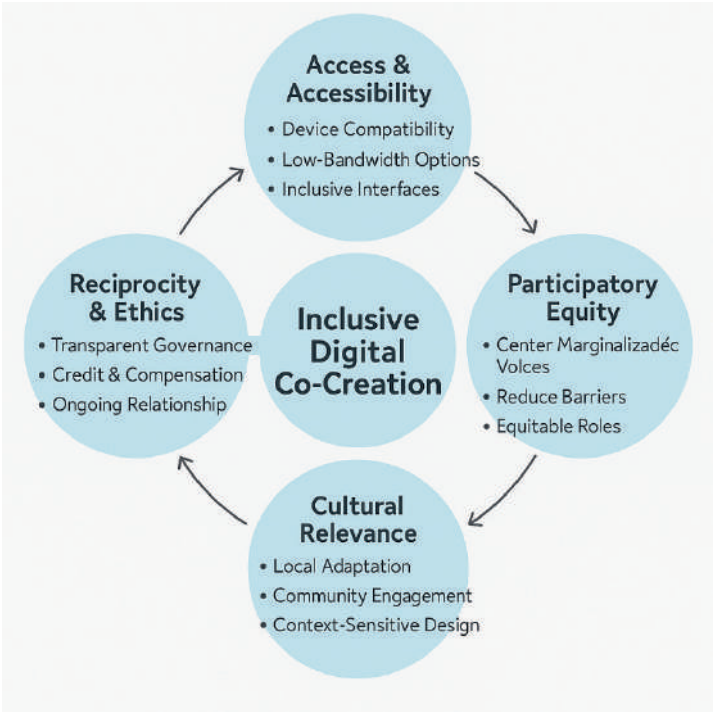 Access &
Accessibility
• Device Compatibility
• Low-Bandwidth Options
• Inclusive Interfaces
Participatory
Equity
• Center Marginalizadéc
Volces
• Reduce Barriers
• Equitable Roles
Cultural
Relevance
• Local Adaptation
• Community Engagement
• Context-Sensitive Design
Reciprocity
& Ethics
• Transparent Governance
• Credit & Compensation
• Ongoing Relationship
Inclusive
Digital
Co-Creation